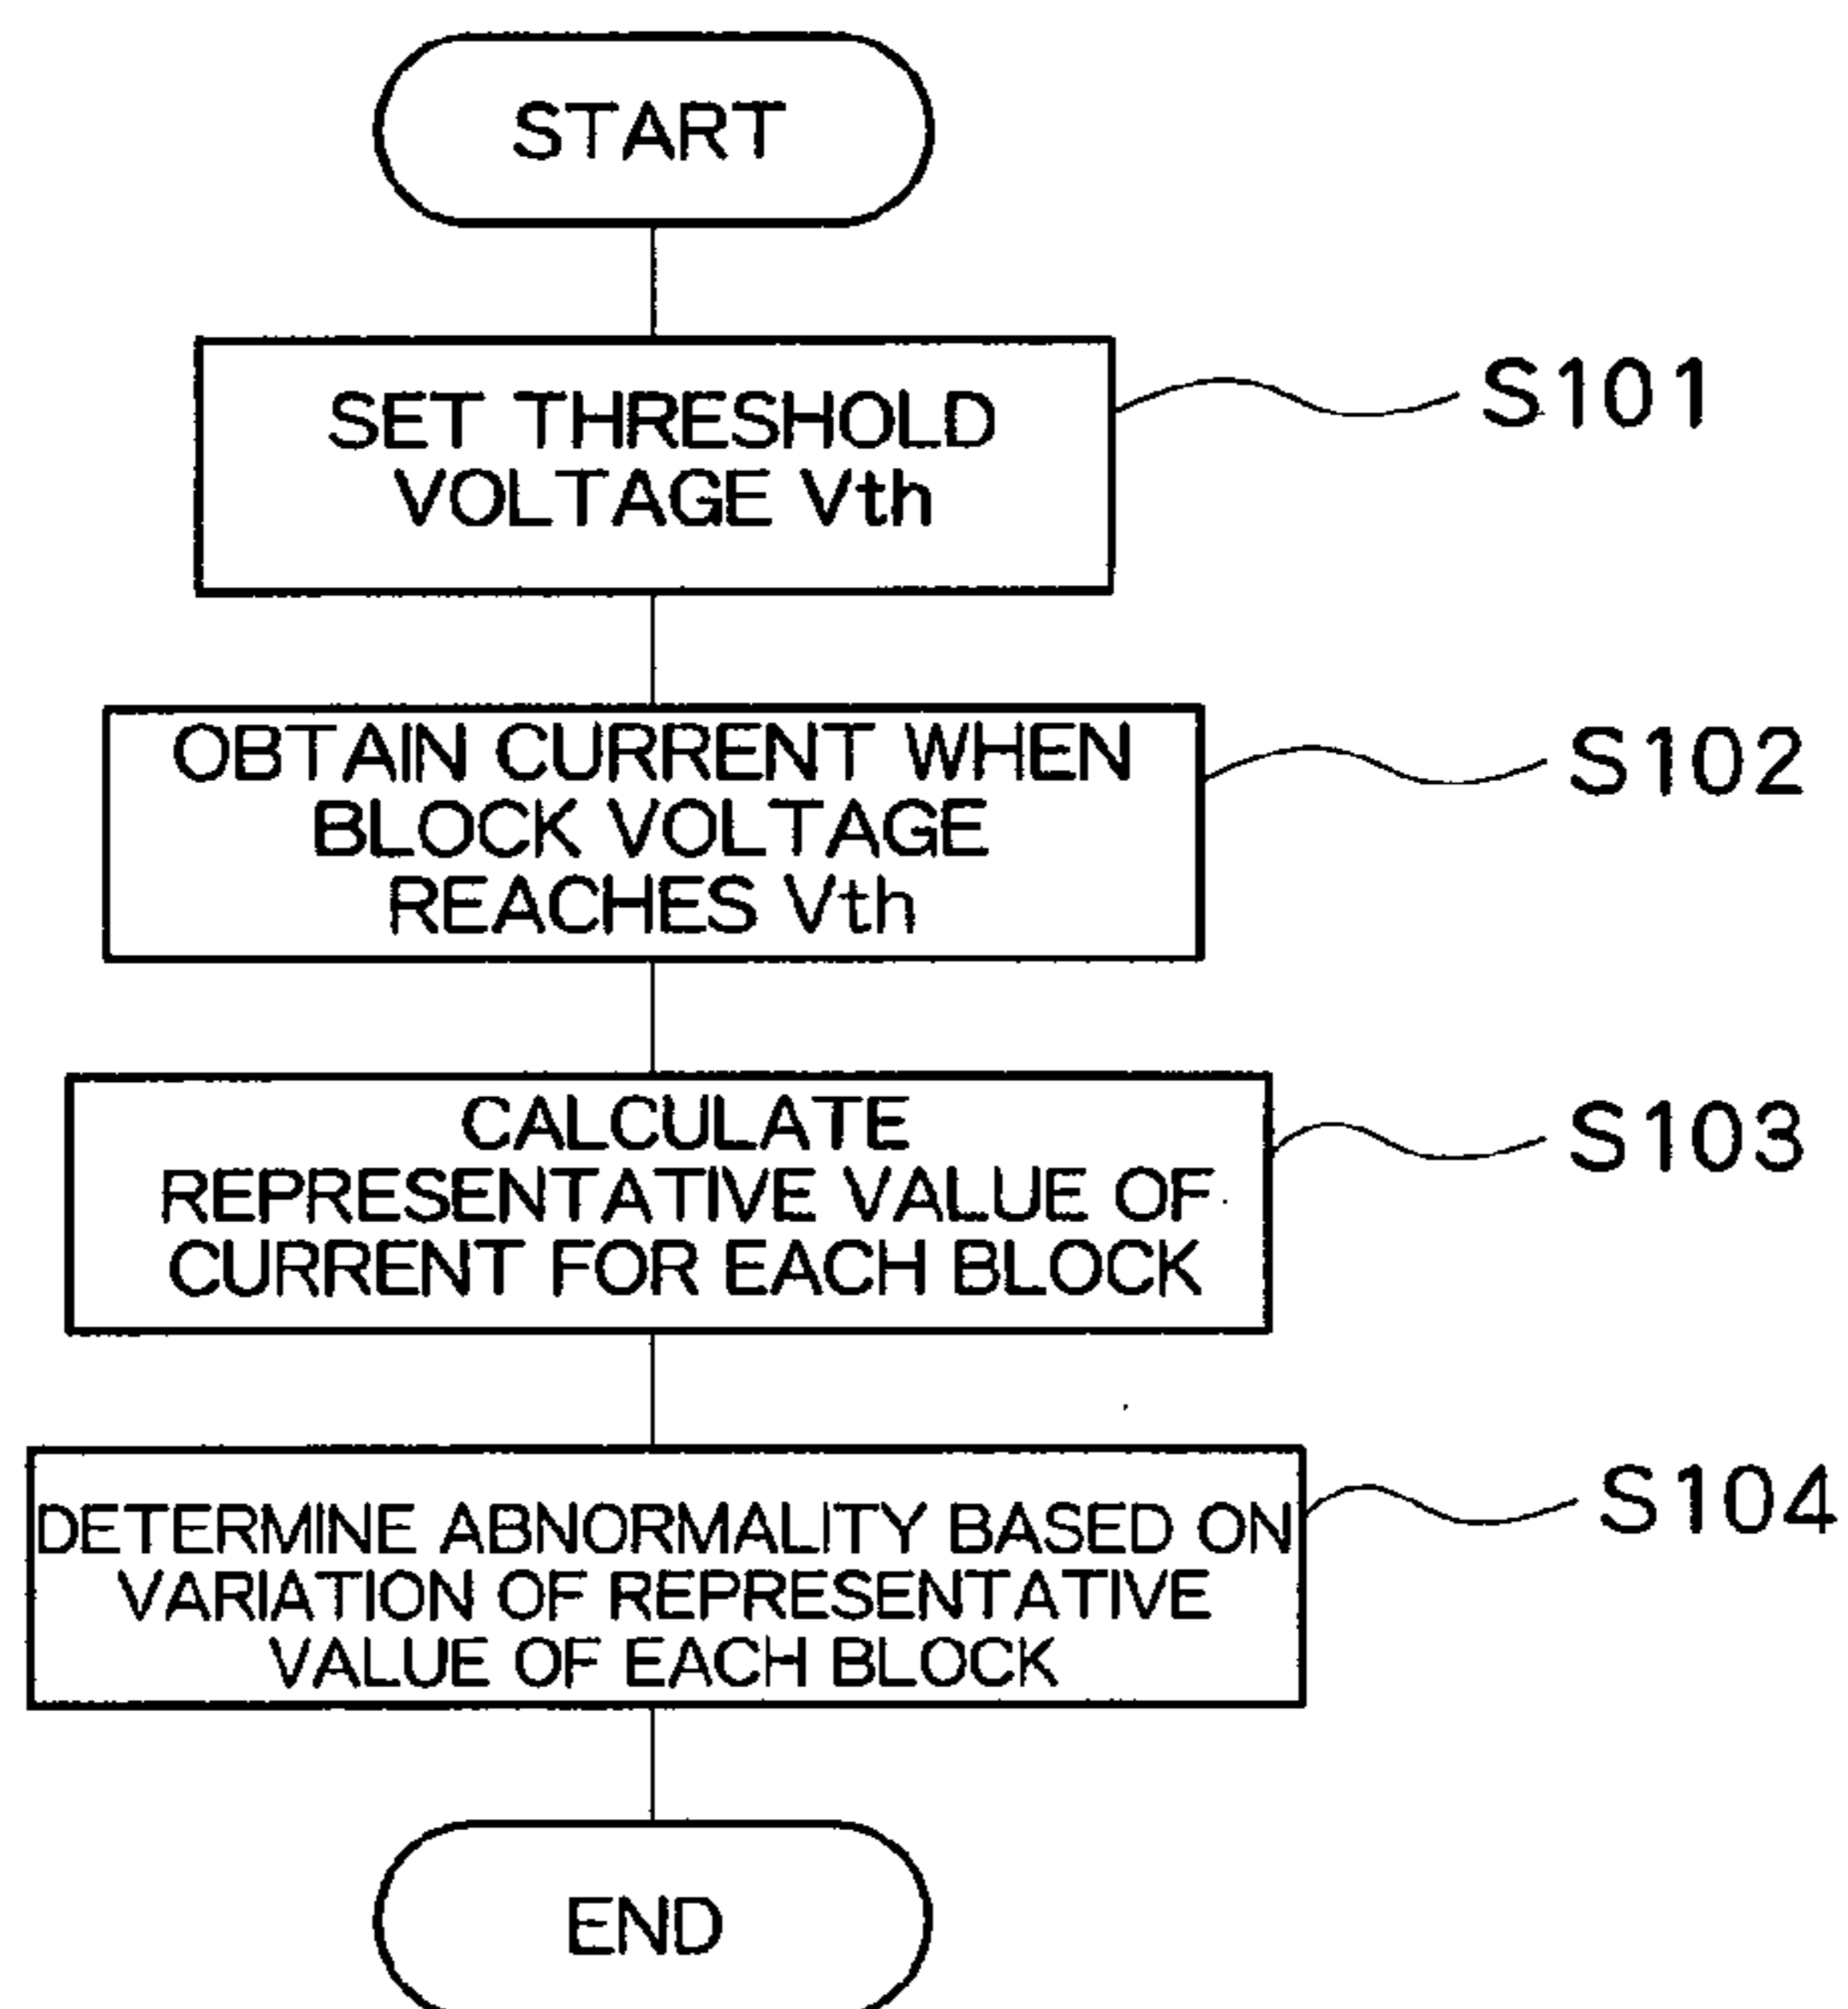 START
SET THRESHOLD
VOLTAGE Vth
S101
OBTAIN CURRENT WHEN
BLOCK VOLTAGE
REACHES Vth
S102
CALCULATE
REPRESENTATIVE VALUE OF
CURRENT FOR EACH BLOCK
S103
DETERMINE ABNORMALITY BASED ON
VARIATION OF REPRESENTATIVE
VALUE OF EACH BLOCK
S104
END